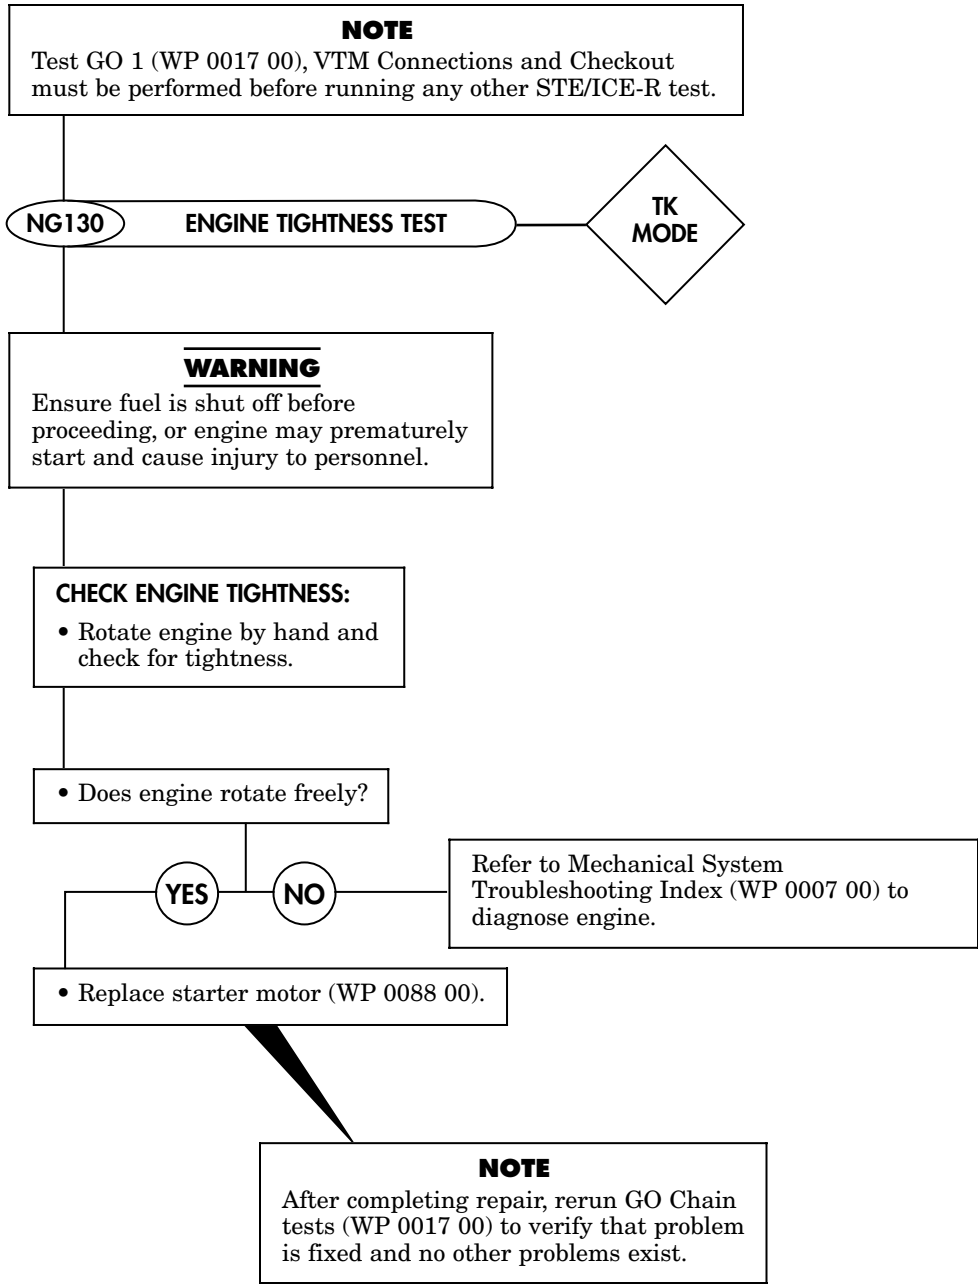 NOTE
Test GO 1 (WP 0017 00), VTM Connections and Checkout
must be performed before running any other STE/ICE-R test.
NG130
ENGINE TIGHTNESS TEST
TK
MODE
WARNING
Ensure fuel is shut off before
proceeding, or engine may prematurely
start and cause injury to personnel.
CHECK ENGINE TIGHTNESS:
• Rotate engine by hand and
check for tightness.
• Does engine rotate freely?
YES
NO
Refer to Mechanical System
Troubleshooting Index (WP 0007 00) to
diagnose engine.
• Replace starter motor (WP 0088 00).
NOTE
After completing repair, rerun GO Chain
tests (WP 0017 00) to verify that problem
is fixed and no other problems exist.